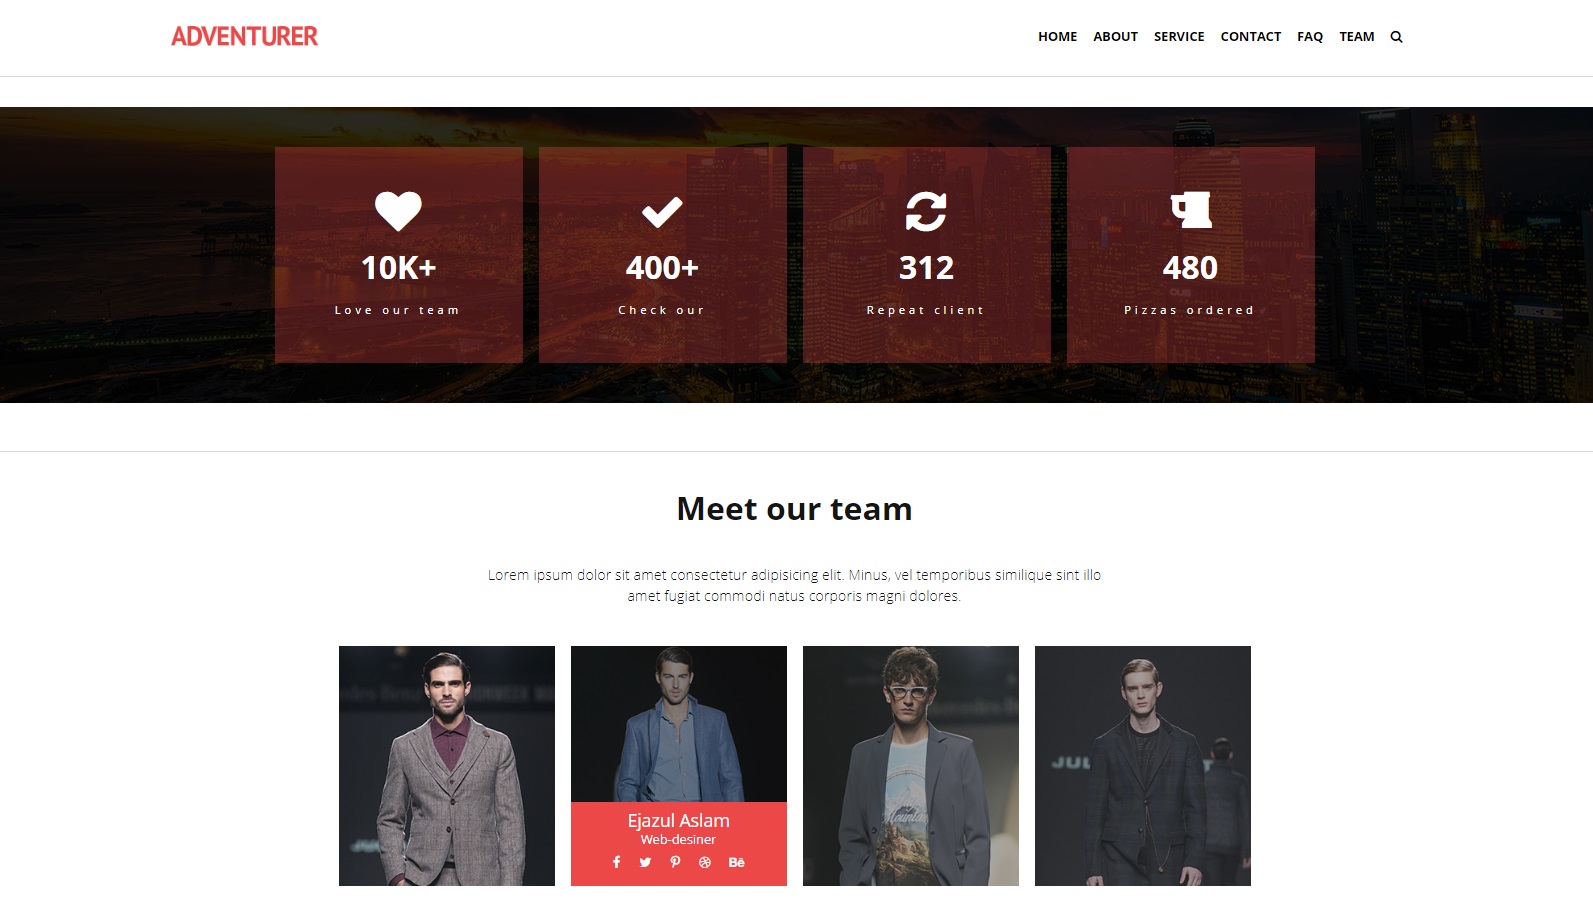 ADVENTURER
HOME ABOUT SERVICE CONTACT FAQ TEAM
10K+
Love our team
400+
Check our
312
Repeat client
480
Pizzas ordered
Meet our team
Lorem ipsum dolor sit amet consectetur adipisicing elit. Minus, vel temporibus similique sint illo
amet fugiat commodi natus corporis magni dolores.
Ejazul Aslam
Web-desiner
Bē
Mountain
JUL